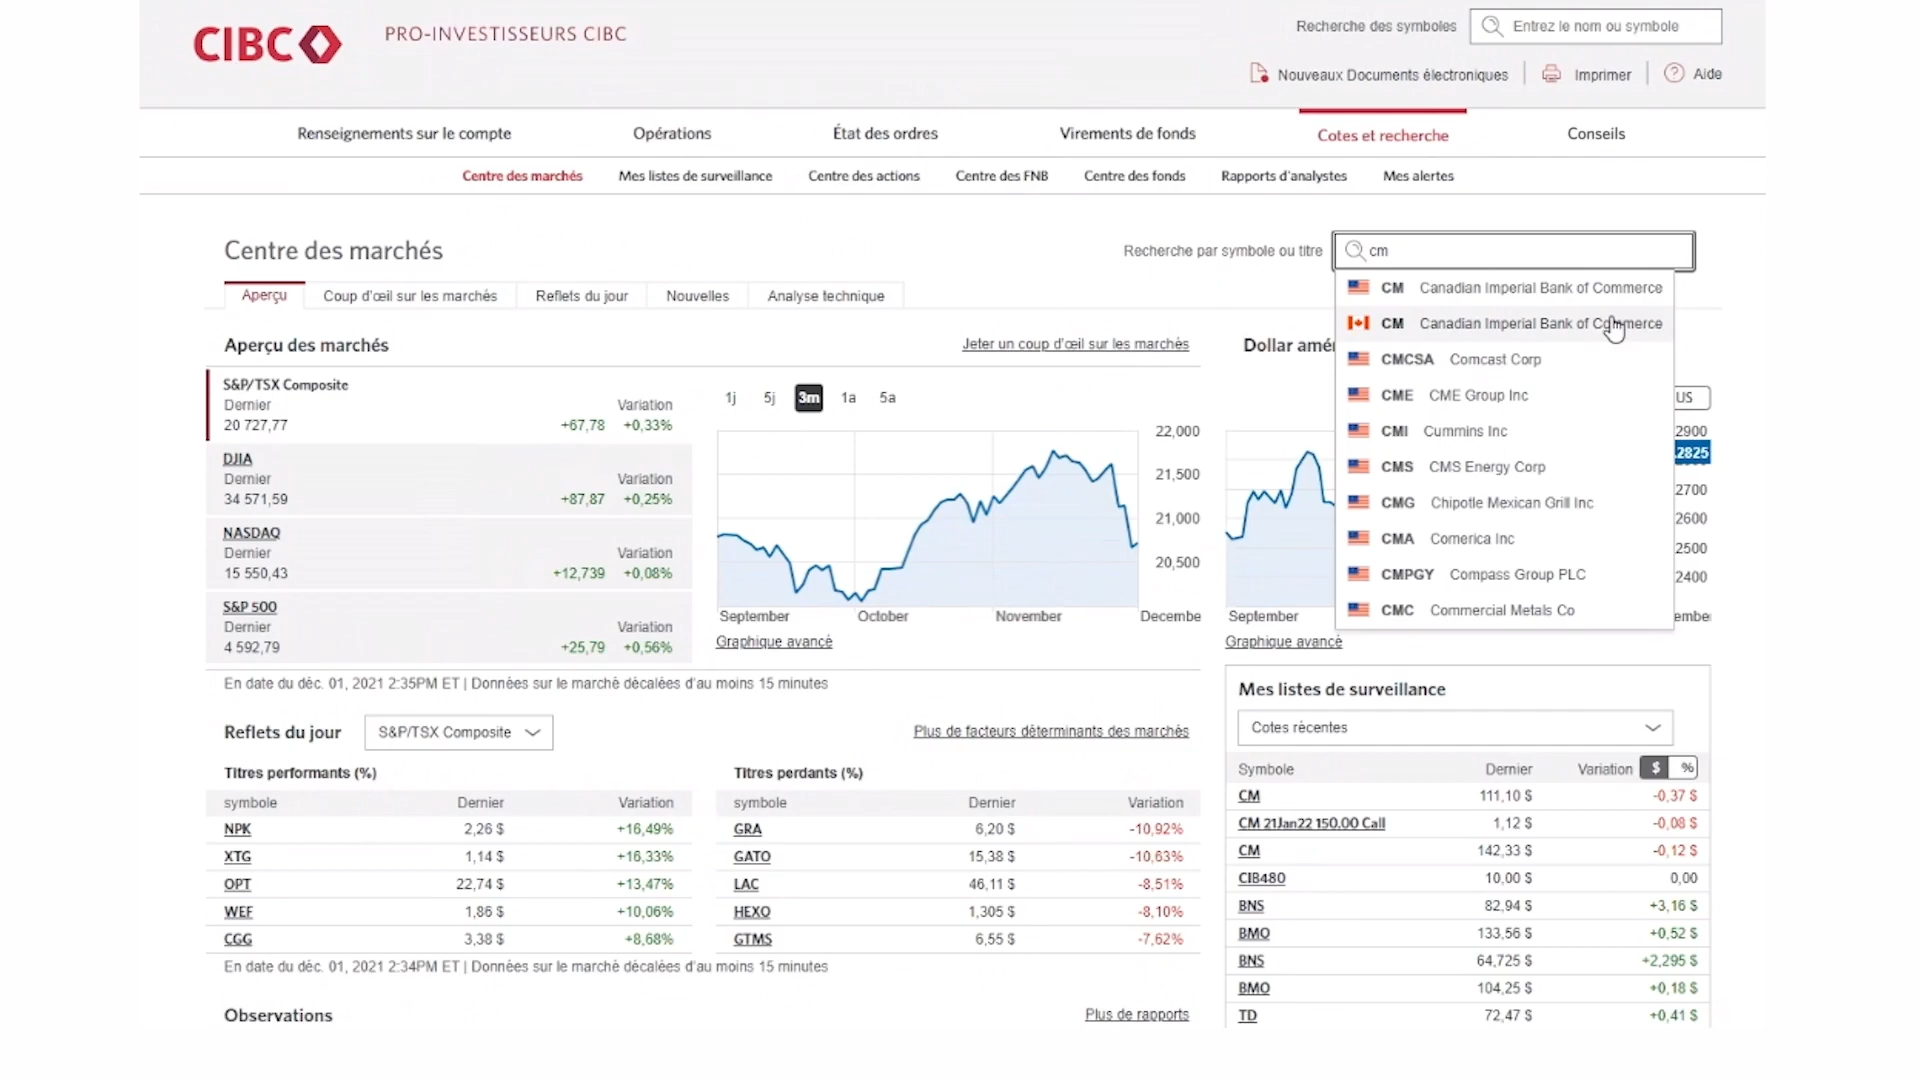 CIBC
PRO-INVESTISSEURS CIBC
Recherche des symboles
Entrez le nom ou symbole
Nouveaux Documents électroniques
Imprimer
Aide
Renseignements sur le compte
Opérations
État des ordres
Virements de fonds
Cotes et recherche
Conseils
Centre des marchés
Mes listes de surveillance
Centre des actions
Centre des FNB
Centre des fonds
Rapports d'analystes
Mes alertes
Centre des marchés
Recherche par symbole ou titre
cm
Aperçu
Coup d'œil sur les marchés
Reflets du jour
Nouvelles
Analyse technique
CM Canadian Imperial Bank of Commerce
CM Canadian Imperial Bank of Commerce
CMCSA Comcast Corp
CME CME Group Inc
CMI Cummins Inc
CMS CMS Energy Corp
CMG Chipotle Mexican Grill Inc
CMA Comerica Inc
CMPGY Compass Group PLC
CMC Commercial Metals Co
Aperçu des marchés
Jeter un coup d'œil sur les marchés
S&P/TSX Composite
Dernier Variation
20 727,77 +67,78 +0,33%
DJIA
Dernier Variation
34 571,59 +87,87 +0,25%
NASDAQ
Dernier Variation
15 550,43 +12,739 +0,08%
S&P 500
Dernier Variation
4 592,79 +25,79 +0,56%
1j 5j 3m 1a 5a
22,000
21,500
21,000
20,500
September October November Decembe
Graphique avancé
Dollar amér
US
2900
.2825
2700
2600
2500
2400
September ember
Graphique avancé
En date du déc. 01, 2021 2:35PM ET | Données sur le marché décalées d'au moins 15 minutes
Reflets du jour
S&P/TSX Composite
Plus de facteurs déterminants des marchés
Titres performants (%)
symbole Dernier Variation
NPK 2,26 $ +16,49%
XTG 1,14 $ +16,33%
OPT 22,74 $ +13,47%
WEF 1,86 $ +10,06%
CGG 3,38 $ +8,68%
Titres perdants (%)
symbole Dernier Variation
GRA 6,20 $ -10,92%
GATO 15,38 $ -10,63%
LAC 46,11 $ -8,51%
HEXO 1,305 $ -8,10%
GTMS 6,55 $ -7,62%
En date du déc. 01, 2021 2:34PM ET | Données sur le marché décalées d'au moins 15 minutes
Observations
Plus de rapports
Mes listes de surveillance
Cotes récentes
Symbole Dernier Variation $ %
CM 111,10 $ -0,37 $
CM 21Jan22 150.00 Call 1,12 $ -0,08 $
CM 142,33 $ -0,12 $
CIB480 10,00 $ 0,00
BNS 82,94 $ +3,16 $
BMO 133,56 $ +0,52 $
BNS 64,725 $ +2,295 $
BMO 104,25 $ +0,18 $
TD 72,47 $ +0,41 $